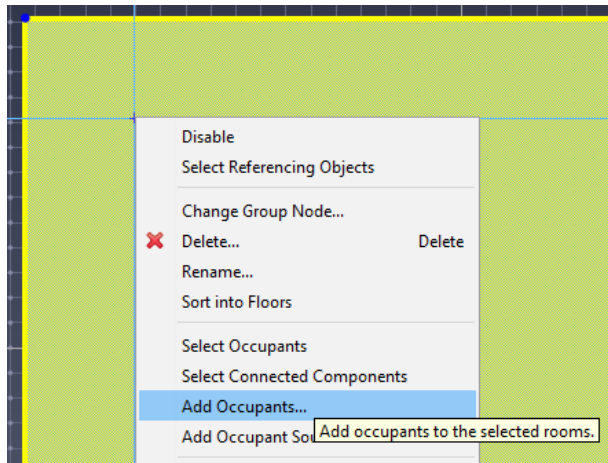 Disable
Select Referencing Objects
Change Group Node...
Delete... Delete
Rename...
Sort into Floors
Select Occupants
Select Connected Components
Add Occupants...
Add occupants to the selected rooms.
Add Occupant